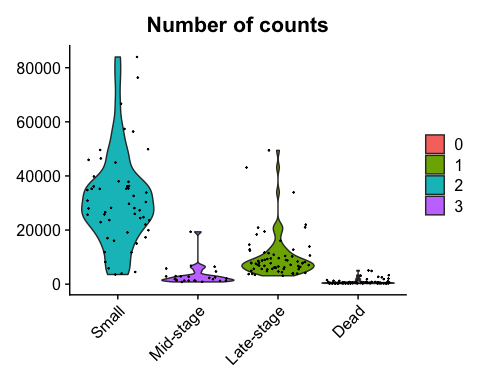 Number of counts
80000
60000
40000
20000
0
Small
Mid-stage
Late-stage
Dead
0
1
2
3